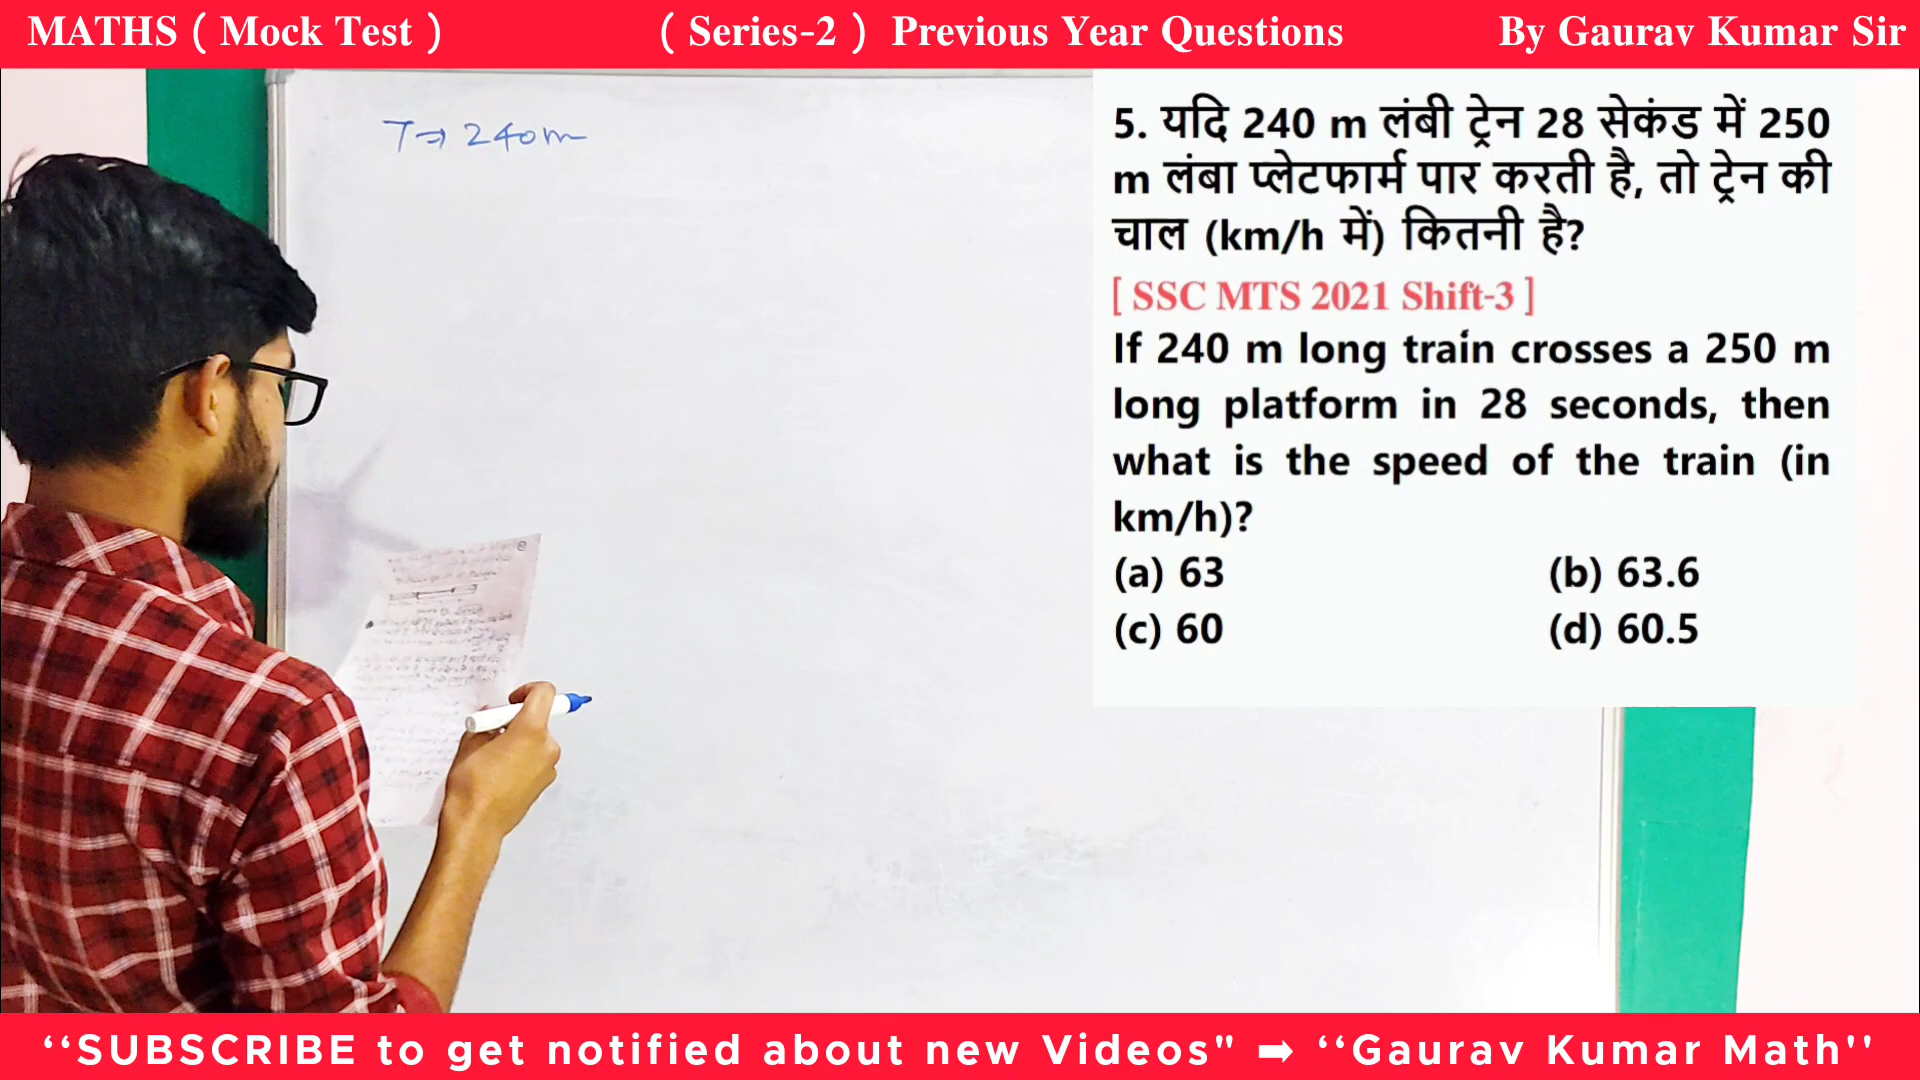 MATHS ( Mock Test )
( Series-2 ) Previous Year Questions
By Gaurav Kumar Sir
T⇒ 240m
5. यदि 240 m लंबी ट्रेन 28 सेकंड में 250
m लंबा प्लेटफार्म पार करती है, तो ट्रेन की
चाल (km/h में) कितनी है?
[ SSC MTS 2021 Shift-3 ]
If 240 m long train crosses a 250 m
long platform in 28 seconds, then
what is the speed of the train (in
km/h)?
(a) 63 (b) 63.6
(c) 60 (d) 60.5
‘‘SUBSCRIBE to get notified about new Videos" ➡ ‘‘Gaurav Kumar Math''